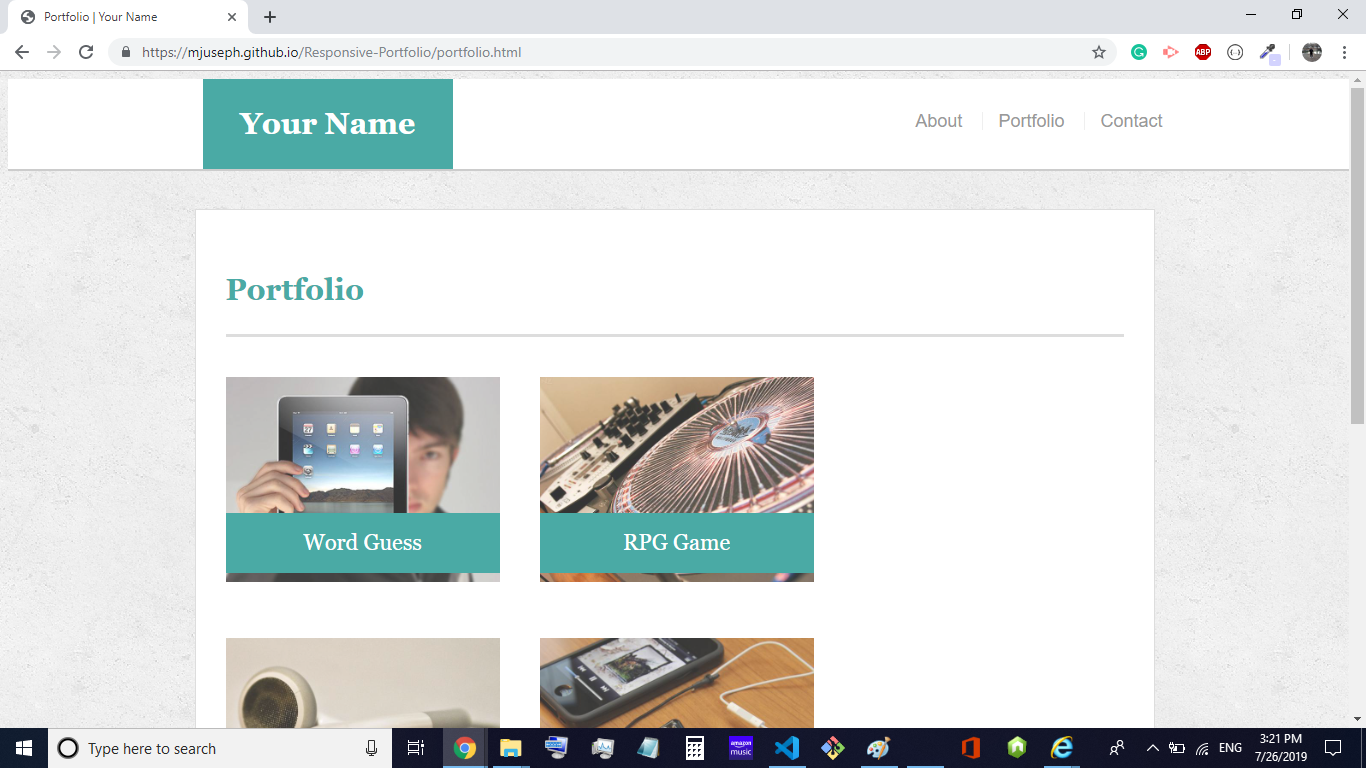 Portfolio | Your Name
https://mjuseph.github.io/Responsive-Portfolio/portfolio.html
ABP
Your Name
About
Portfolio
Contact
Portfolio
Word Guess
RPG Game
Type here to search
amazon
music
ENG
3:21 PM
7/26/2019